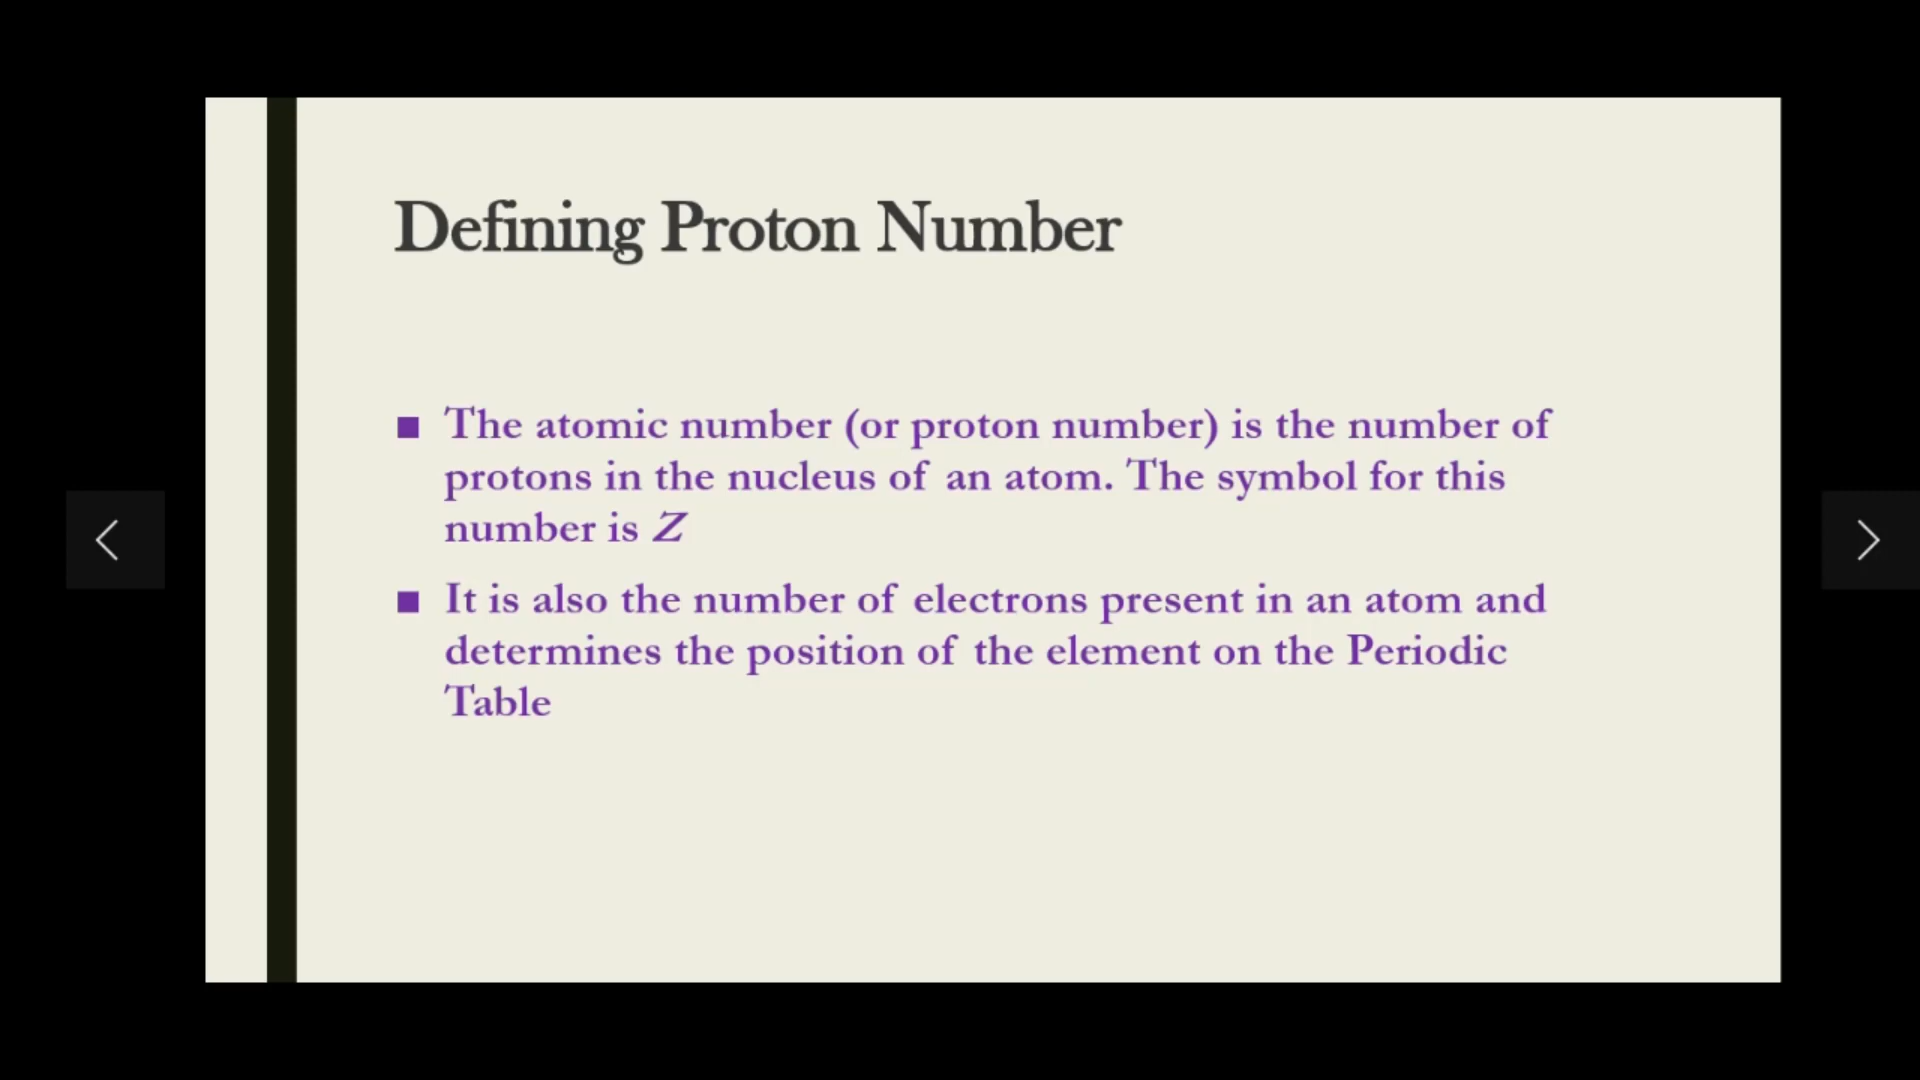 Defining Proton Number
■ The atomic number (or proton number) is the number of
protons in the nucleus of an atom. The symbol for this
number is Z
■ It is also the number of electrons present in an atom and
determines the position of the element on the Periodic
Table